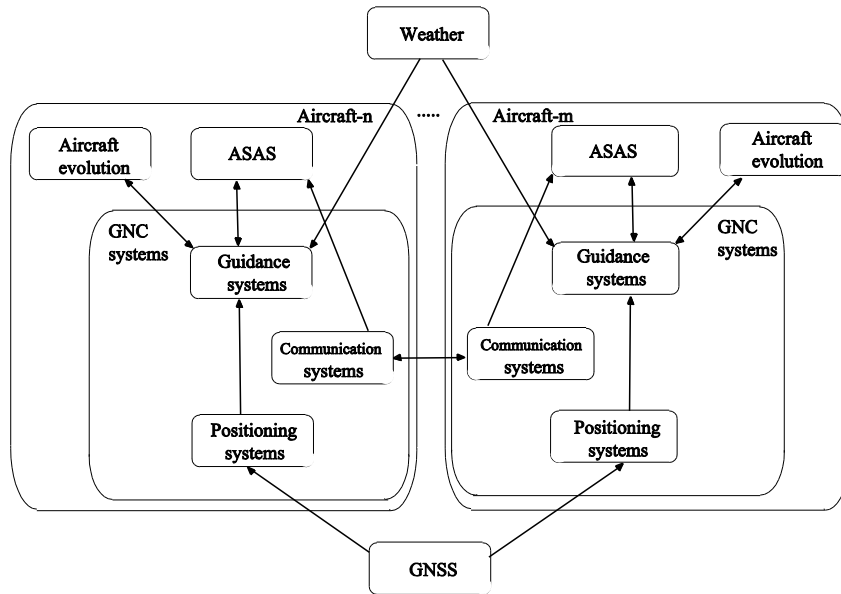 Weather
Aircraft-n
.....
Aircraft-m
Aircraft
evolution
ASAS
GNC
systems
Guidance
systems
Communication
systems
Positioning
systems
ASAS
Aircraft
evolution
GNC
systems
Guidance
systems
Communication
systems
Positioning
systems
GNSS